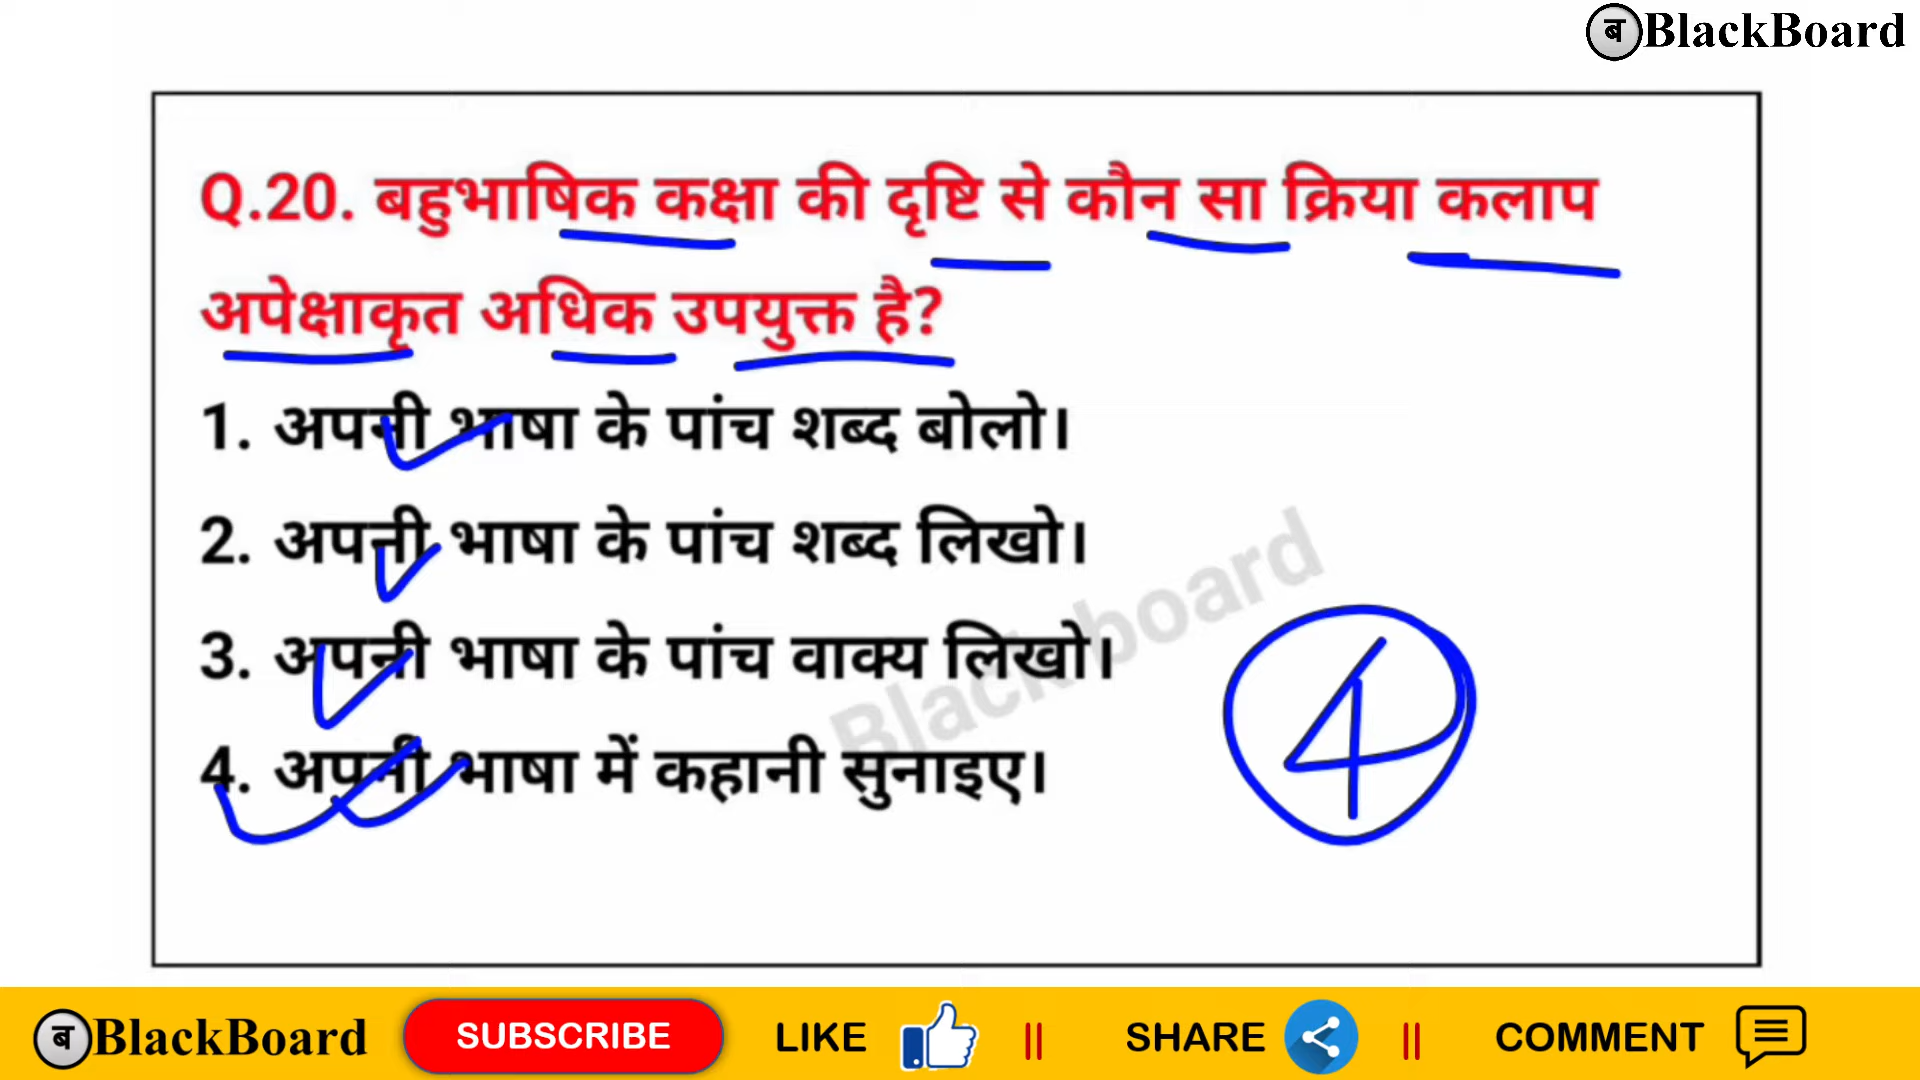 ब BlackBoard
Q.20. बहुभाषिक कक्षा की दृष्टि से कौन सा क्रिया कलाप
अपेक्षाकृत अधिक उपयुक्त है?
1. अपनी भाषा के पांच शब्द बोलो।
2. अपनी भाषा के पांच शब्द लिखो।
3. अपनी भाषा के पांच वाक्य लिखो।
4. अपनी भाषा में कहानी सुनाइए।
Blackboard
4
ब BlackBoard SUBSCRIBE LIKE || SHARE || COMMENT